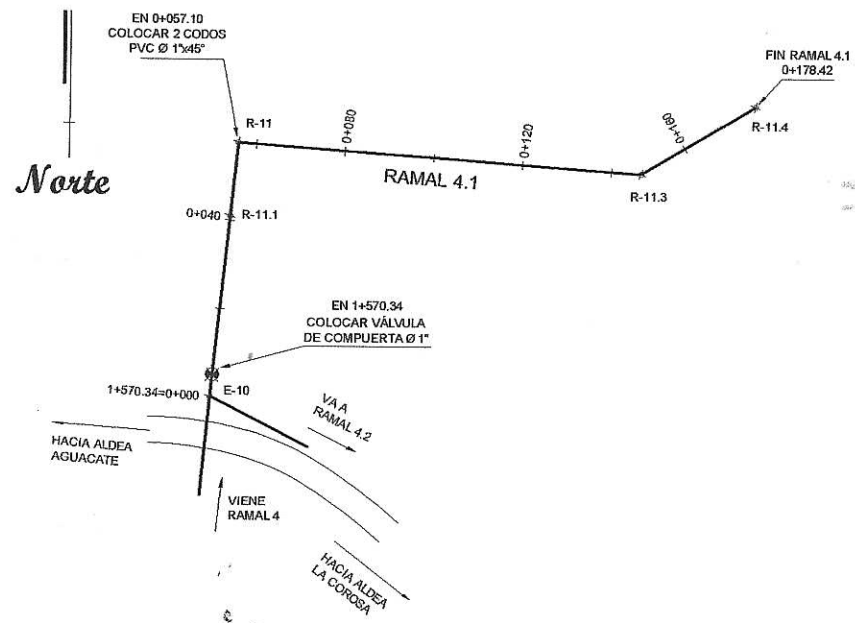 EN 0+057.10
COLOCAR 2 CODOS
PVC Ø 1"x45°
FIN RAMAL 4.1
0+178.42
R-11
0+080
0+120
0+160
R-11.4
Norte
RAMAL 4.1
R-11.3
0+040
R-11.1
EN 1+570.34
COLOCAR VÁLVULA
DE COMPUERTA Ø 1"
1+570.34=0+000
E-10
VA A
RAMAL 4.2
HACIA ALDEA
AGUACATE
VIENE
RAMAL 4
HACIA ALDEA
LA COROSA